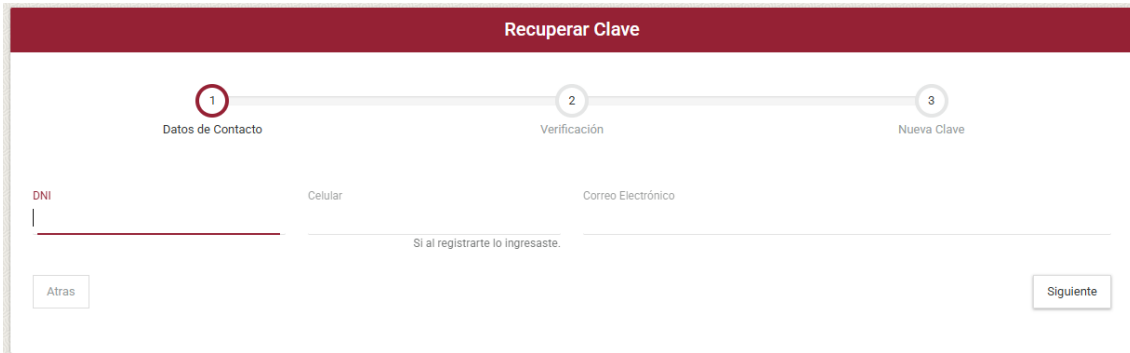 Recuperar Clave
1 2 3
Datos de Contacto Verificación Nueva Clave
DNI Celular Correo Electrónico
Si al registrarte lo ingresaste.
Atras Siguiente